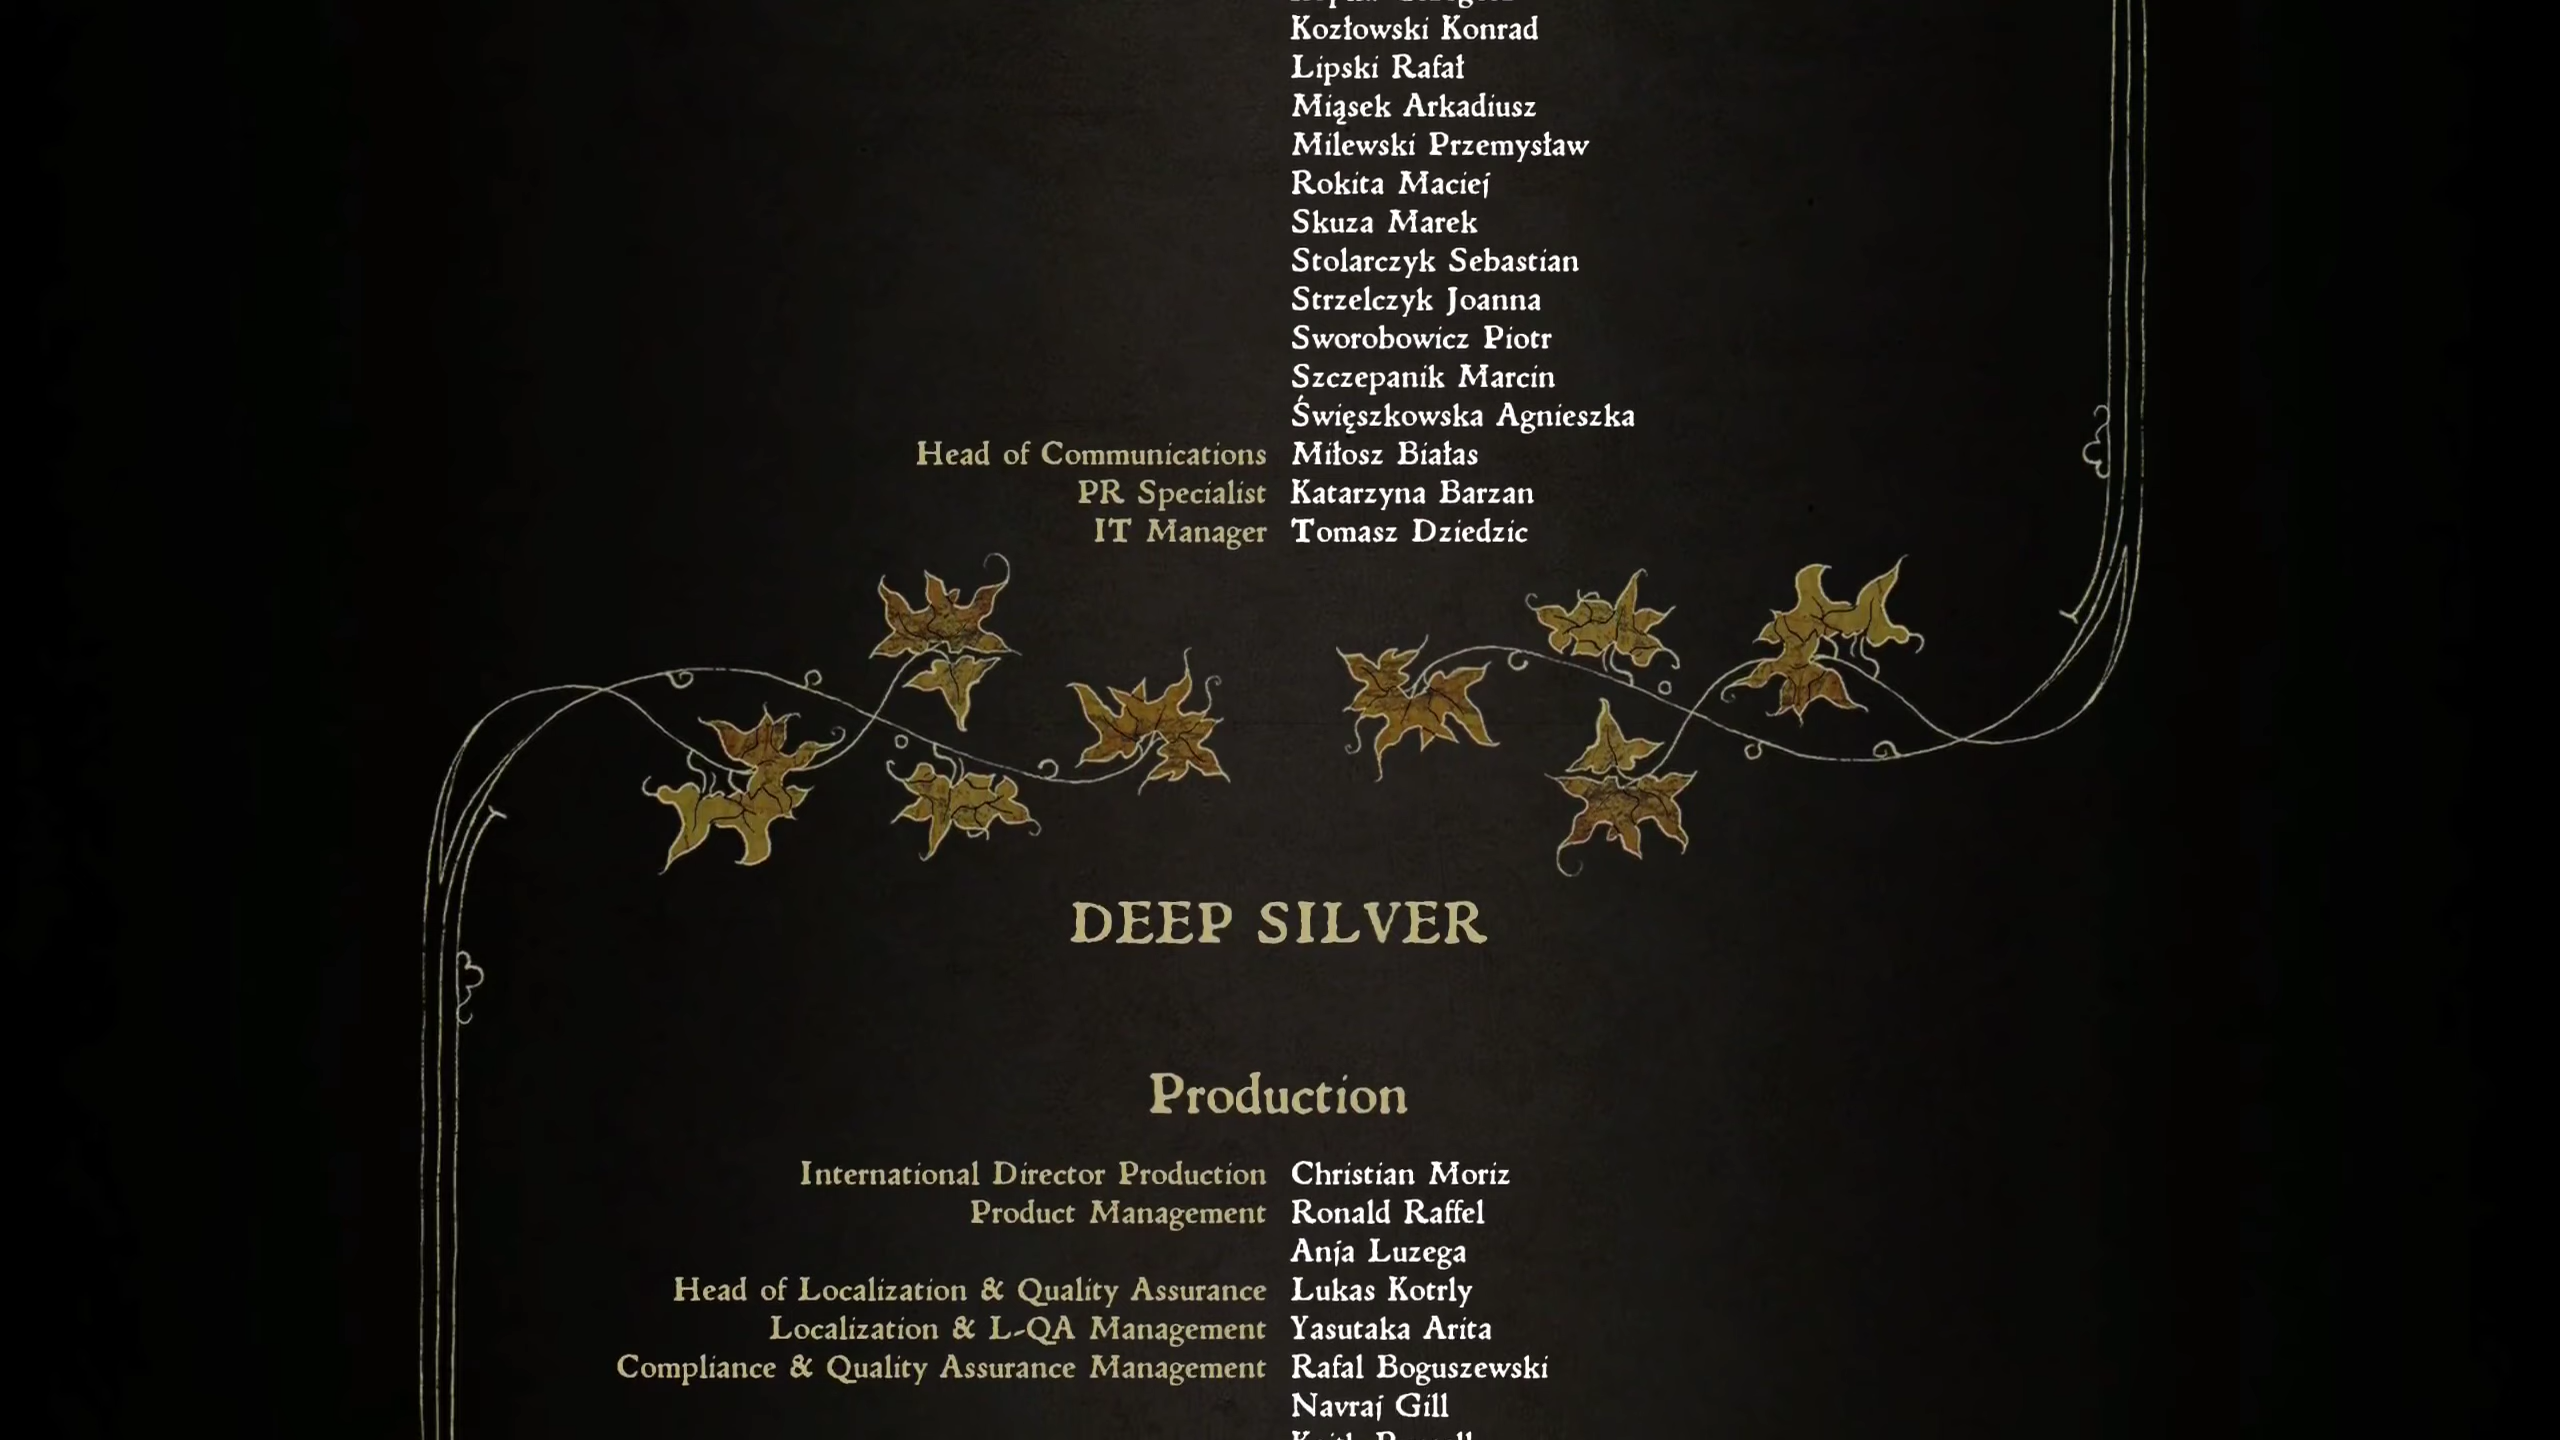 Kozłowski Konrad
Lipski Rafał
Miąsek Arkadiusz
Milewski Przemysław
Rokita Maciej
Skuza Marek
Stolarczyk Sebastian
Strzelczyk Joanna
Sworobowicz Piotr
Szczepanik Marcin
Święszkowska Agnieszka
Head of Communications Miłosz Białas
PR Specialist Katarzyna Barzan
IT Manager Tomasz Dziedzic
DEEP SILVER
Production
International Director Production Christian Moriz
Product Management Ronald Raffel
Anja Luzega
Head of Localization & Quality Assurance Lukas Kotrly
Localization & L-QA Management Yasutaka Arita
Compliance & Quality Assurance Management Rafal Boguszewski
Navraj Gill